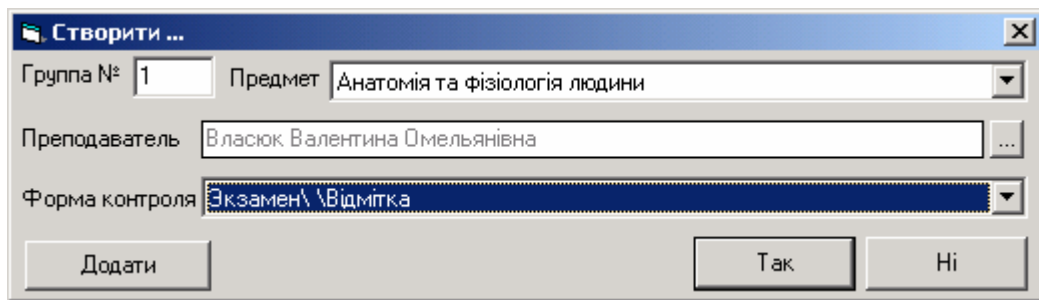 Створити ...
Группа № 1 Предмет Анатомія та фізіологія людини
Преподаватель Власюк Валентина Омельянівна ...
Форма контроля Экзамен\ \Відмітка
Додати Так Ні